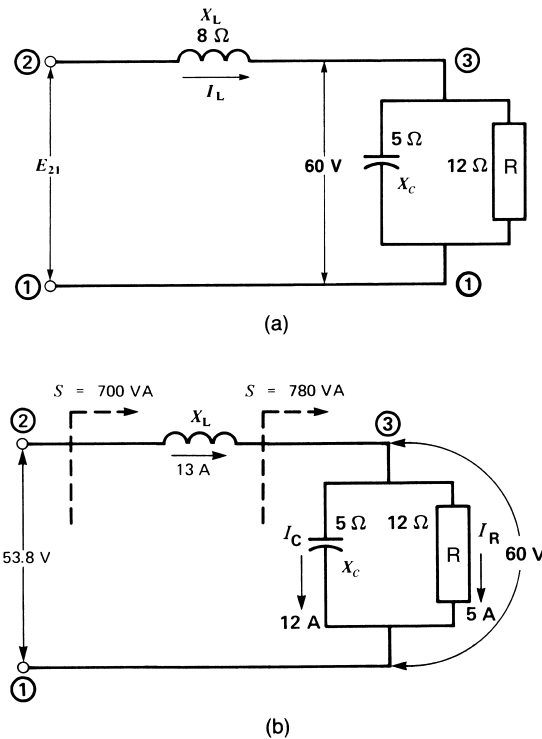 X_L
8 Ω
2
3
I_L
5 Ω
E_21
60 V
12 Ω
R
X_C
1
1
(a)
S = 700 VA
S = 780 VA
2
X_L
3
13 A
I_C
5 Ω
12 Ω
I_R
53.8 V
R
60 V
X_C
12 A
5 A
1
(b)